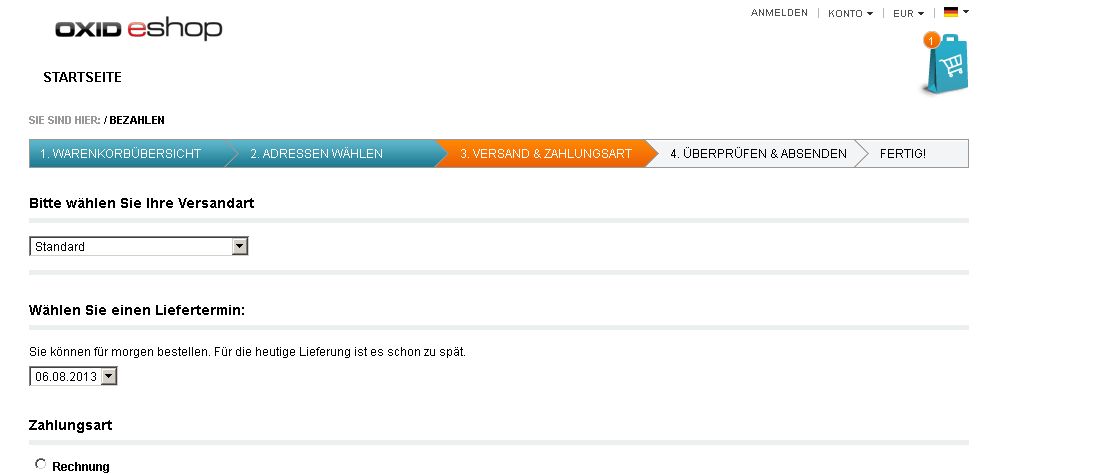 OXID eshop
ANMELDEN | KONTO | EUR |
1
STARTSEITE
SIE SIND HIER: / BEZAHLEN
1. WARENKORBÜBERSICHT 2. ADRESSEN WÄHLEN 3. VERSAND & ZAHLUNGSART 4. ÜBERPRÜFEN & ABSENDEN FERTIG!
Bitte wählen Sie Ihre Versandart
Standard
Wählen Sie einen Liefertermin:
Sie können für morgen bestellen. Für die heutige Lieferung ist es schon zu spät.
06.08.2013
Zahlungsart
Rechnung